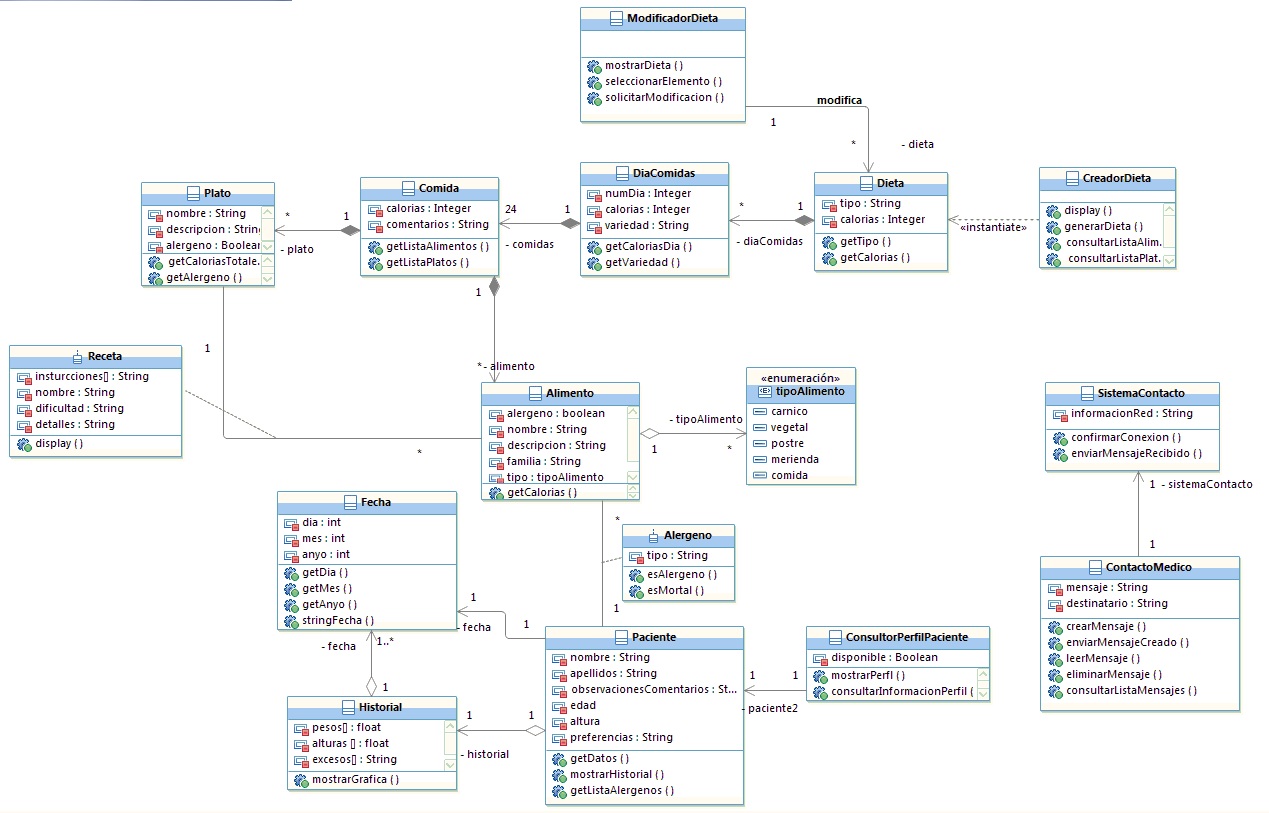 ModificadorDieta
mostrarDieta ( )
seleccionarElemento ( )
solicitarModificacion ( )
modifica
1
*
- dieta
Plato
nombre : String
descripcion : String
alergeno : Boolean
getCaloriasTotale.
getAlergeno ( )
*
1
- plato
Comida
calorias : Integer
comentarios : String
getListaAlimentos ( )
getListaPlatos ( )
24
1
- comidas
DiaComidas
numDia : Integer
calorias : Integer
variedad : String
getCaloriasDia ( )
getVariedad ( )
*
1
- diaComidas
Dieta
tipo : String
calorias : Integer
getTipo ( )
getCalorias ( )
«instantiate»
CreadorDieta
display ( )
generarDieta ( )
consultarListaAlim.
consultarListaPlat.
1
*- alimento
1
*
Receta
insturcciones[] : String
nombre : String
dificultad : String
detalles : String
display ( )
Alimento
alergeno : boolean
nombre : String
descripcion : String
familia : String
tipo : tipoAlimento
getCalorias ( )
- tipoAlimento
1
*
«enumeración»
tipoAlimento
carnico
vegetal
postre
merienda
comida
SistemaContacto
informacionRed : String
confirmarConexion ( )
enviarMensajeRecibido ( )
1 - sistemaContacto
1
Fecha
dia : int
mes : int
anyo : int
getDia ( )
getMes ( )
getAnyo ( )
stringFecha ( )
*
1
Alergeno
tipo : String
esAlergeno ( )
esMortal ( )
ContactoMedico
mensaje : String
destinatario : String
crearMensaje ( )
enviarMensajeCreado ( )
leerMensaje ( )
eliminarMensaje ( )
consultarListaMensajes ( )
1
1
- fecha
- fecha
1..*
1
Paciente
nombre : String
apellidos : String
observacionesComentarios : St...
edad
altura
preferencias : String
getDatos ( )
mostrarHistorial ( )
getListaAlergenos ( )
1
1
- paciente2
ConsultorPerfilPaciente
disponible : Boolean
mostrarPerfl ( )
consultarInformacionPerfil (
Historial
pesos[] : float
alturas [] : float
excesos[] : String
mostrarGrafica ( )
1
1
- historial